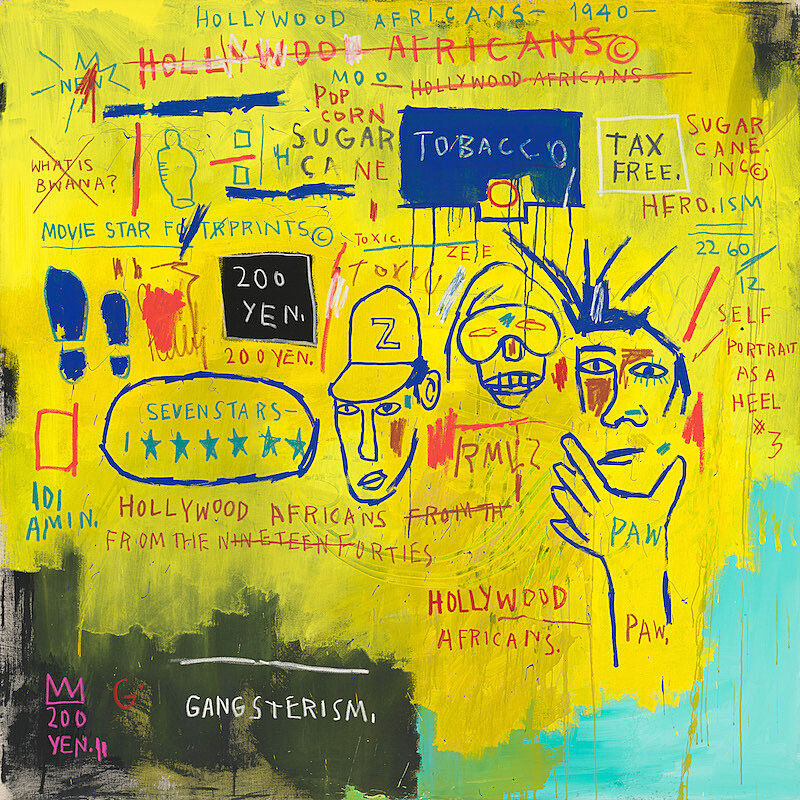 HOLLYWOOD AFRICANS— 1940—
HOLLYWOOD AFRICANS©
HOLLYWOOD AFRICANS
NEW
MOO
POP
CORN
SUGAR
CANE
TOBACCO
TAX
FREE.
SUGAR
CANE.
INC©
HERO.ISM
WHAT IS
BWANA?
MOVIE STAR FOOTPRINTS©
TOXIC.
TOXIC
ZEJE
22 60
12
200
YEN.
200 YEN.
SELF
PORTRAIT
AS A
HEEL
#3
Z
SEVEN STARS—
1
RMLZ
IDI
AMIN.
HOLLYWOOD AFRICANS FROM TH
FROM THE NINETEEN FORTIES
PAW
PAW.
HOLLYWOOD
AFRICANS.
G
GANGSTERISM.
200
YEN.